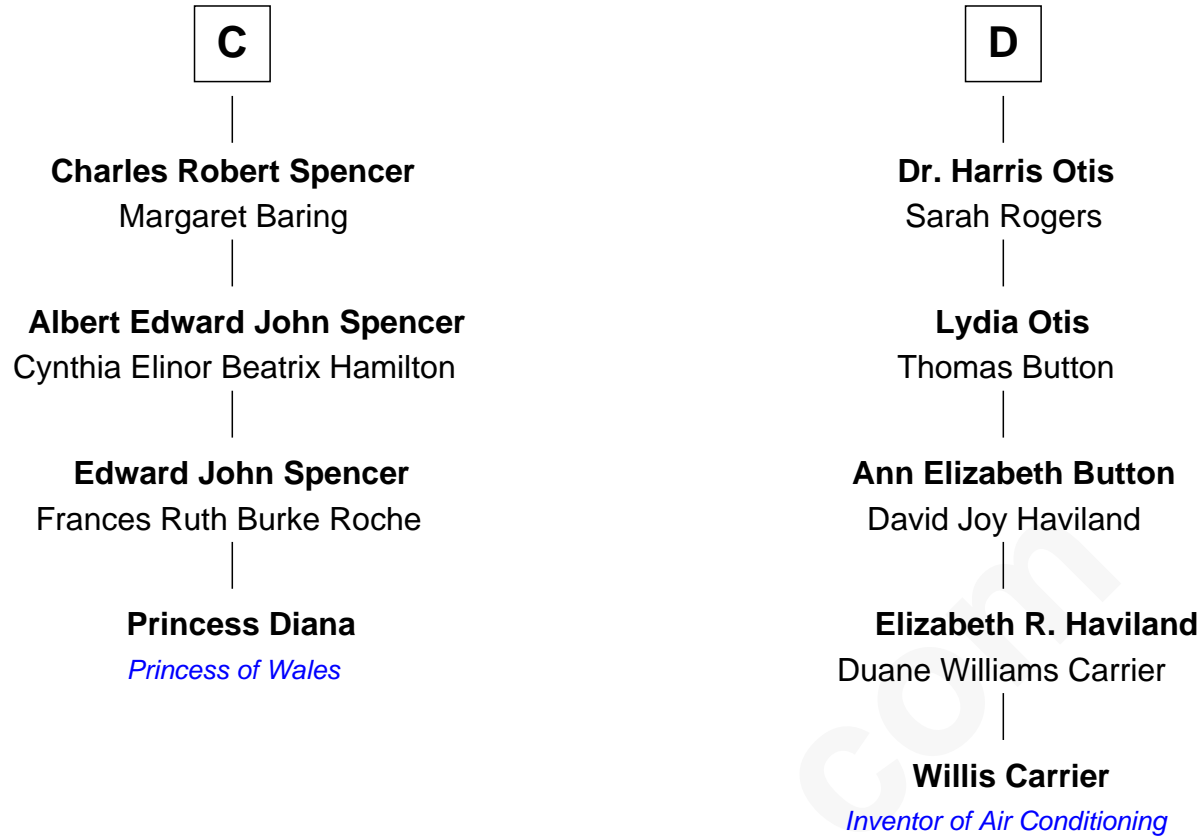 C
Charles Robert Spencer
Margaret Baring
Albert Edward John Spencer
Cynthia Elinor Beatrix Hamilton
Edward John Spencer
Frances Ruth Burke Roche
Princess Diana
Princess of Wales
D
Dr. Harris Otis
Sarah Rogers
Lydia Otis
Thomas Button
Ann Elizabeth Button
David Joy Haviland
Elizabeth R. Haviland
Duane Williams Carrier
Willis Carrier
Inventor of Air Conditioning
com